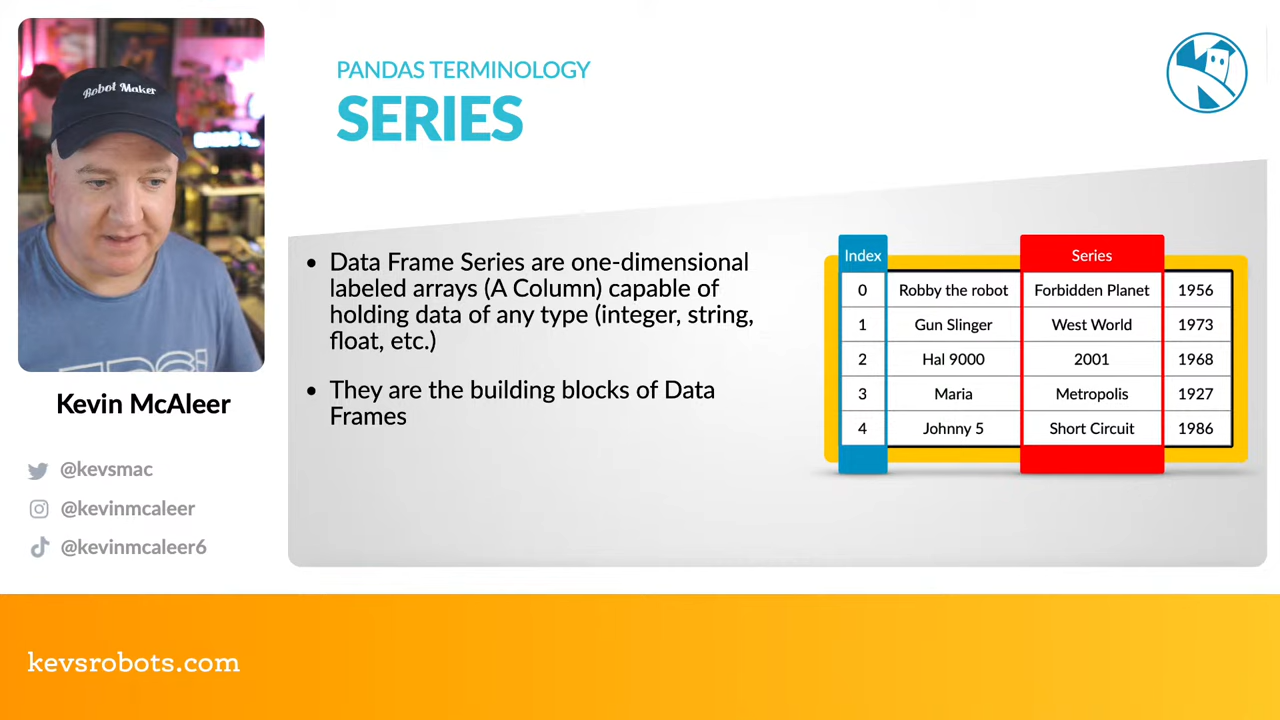 Robot Maker
Kevin McAleer
@kevsmac
@kevinmcaleer
@kevinmcaleer6
PANDAS TERMINOLOGY
SERIES
• Data Frame Series are one-dimensional
labeled arrays (A Column) capable of
holding data of any type (integer, string,
float, etc.)
• They are the building blocks of Data
Frames
Index Series
0 Robby the robot Forbidden Planet 1956
1 Gun Slinger West World 1973
2 Hal 9000 2001 1968
3 Maria Metropolis 1927
4 Johnny 5 Short Circuit 1986
kevsrobots.com